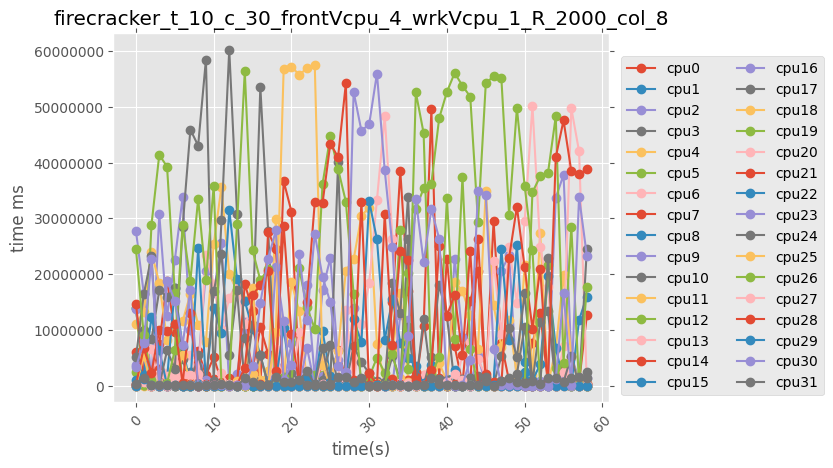 firecracker_t_10_c_30_frontVcpu_4_wrkVcpu_1_R_2000_col_8
60000000
50000000
40000000
30000000
20000000
10000000
0
time ms
0
10
20
30
40
50
60
time(s)
cpu0
cpu1
cpu2
cpu3
cpu4
cpu5
cpu6
cpu7
cpu8
cpu9
cpu10
cpu11
cpu12
cpu13
cpu14
cpu15
cpu16
cpu17
cpu18
cpu19
cpu20
cpu21
cpu22
cpu23
cpu24
cpu25
cpu26
cpu27
cpu28
cpu29
cpu30
cpu31